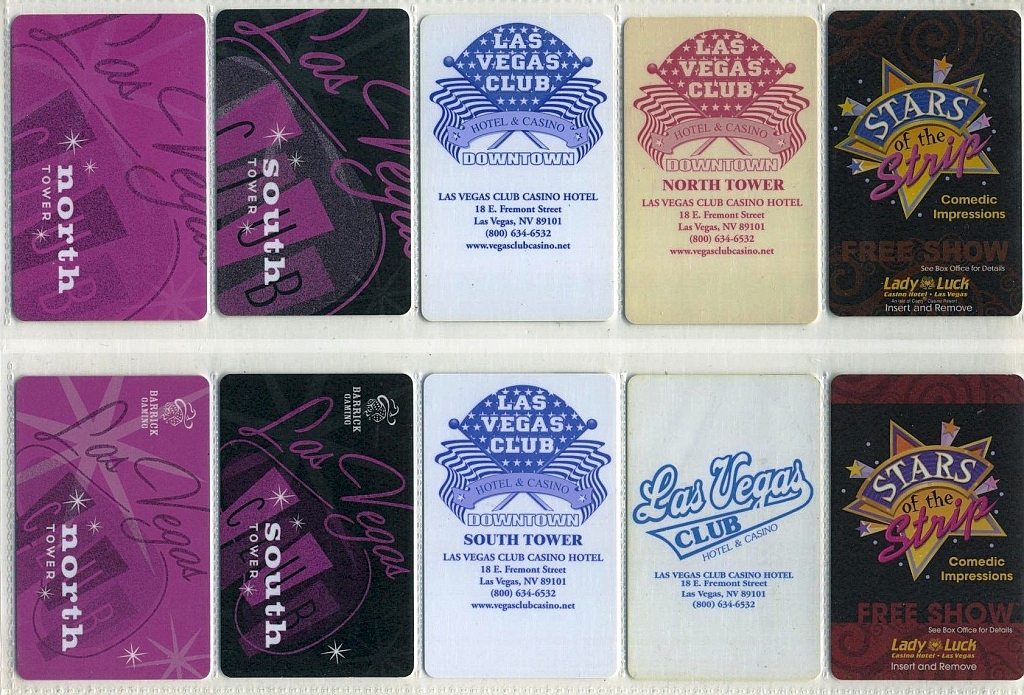 Las Vegas
CLUB
north
TOWER
Las Vegas
CLUB
south
TOWER
LAS
VEGAS
CLUB
HOTEL & CASINO
DOWNTOWN
LAS VEGAS CLUB CASINO HOTEL
18 E. Fremont Street
Las Vegas, NV 89101
(800) 634-6532
www.vegasclubcasino.net
LAS
VEGAS
CLUB
HOTEL & CASINO
DOWNTOWN
NORTH TOWER
LAS VEGAS CLUB CASINO HOTEL
18 E. Fremont Street
Las Vegas, NV 89101
(800) 634-6532
www.vegasclubcasino.net
STARS
of the
Strip
Comedic
Impressions
FREE SHOW
See Box Office for Details
Lady Luck
Casino Hotel • Las Vegas
Insert and Remove
BARRICK
GAMING
Las Vegas
CLUB
north
TOWER
BARRICK
GAMING
Las Vegas
CLUB
south
TOWER
LAS
VEGAS
CLUB
HOTEL & CASINO
DOWNTOWN
SOUTH TOWER
LAS VEGAS CLUB CASINO HOTEL
18 E. Fremont Street
Las Vegas, NV 89101
(800) 634-6532
www.vegasclubcasino.net
Las Vegas
CLUB
HOTEL & CASINO
LAS VEGAS CLUB CASINO HOTEL
18 E. Fremont Street
Las Vegas, NV 89101
(800) 634-6532
STARS
of the
Strip
Comedic
Impressions
FREE SHOW
See Box Office for Details
Lady Luck
Casino Hotel • Las Vegas
Insert and Remove